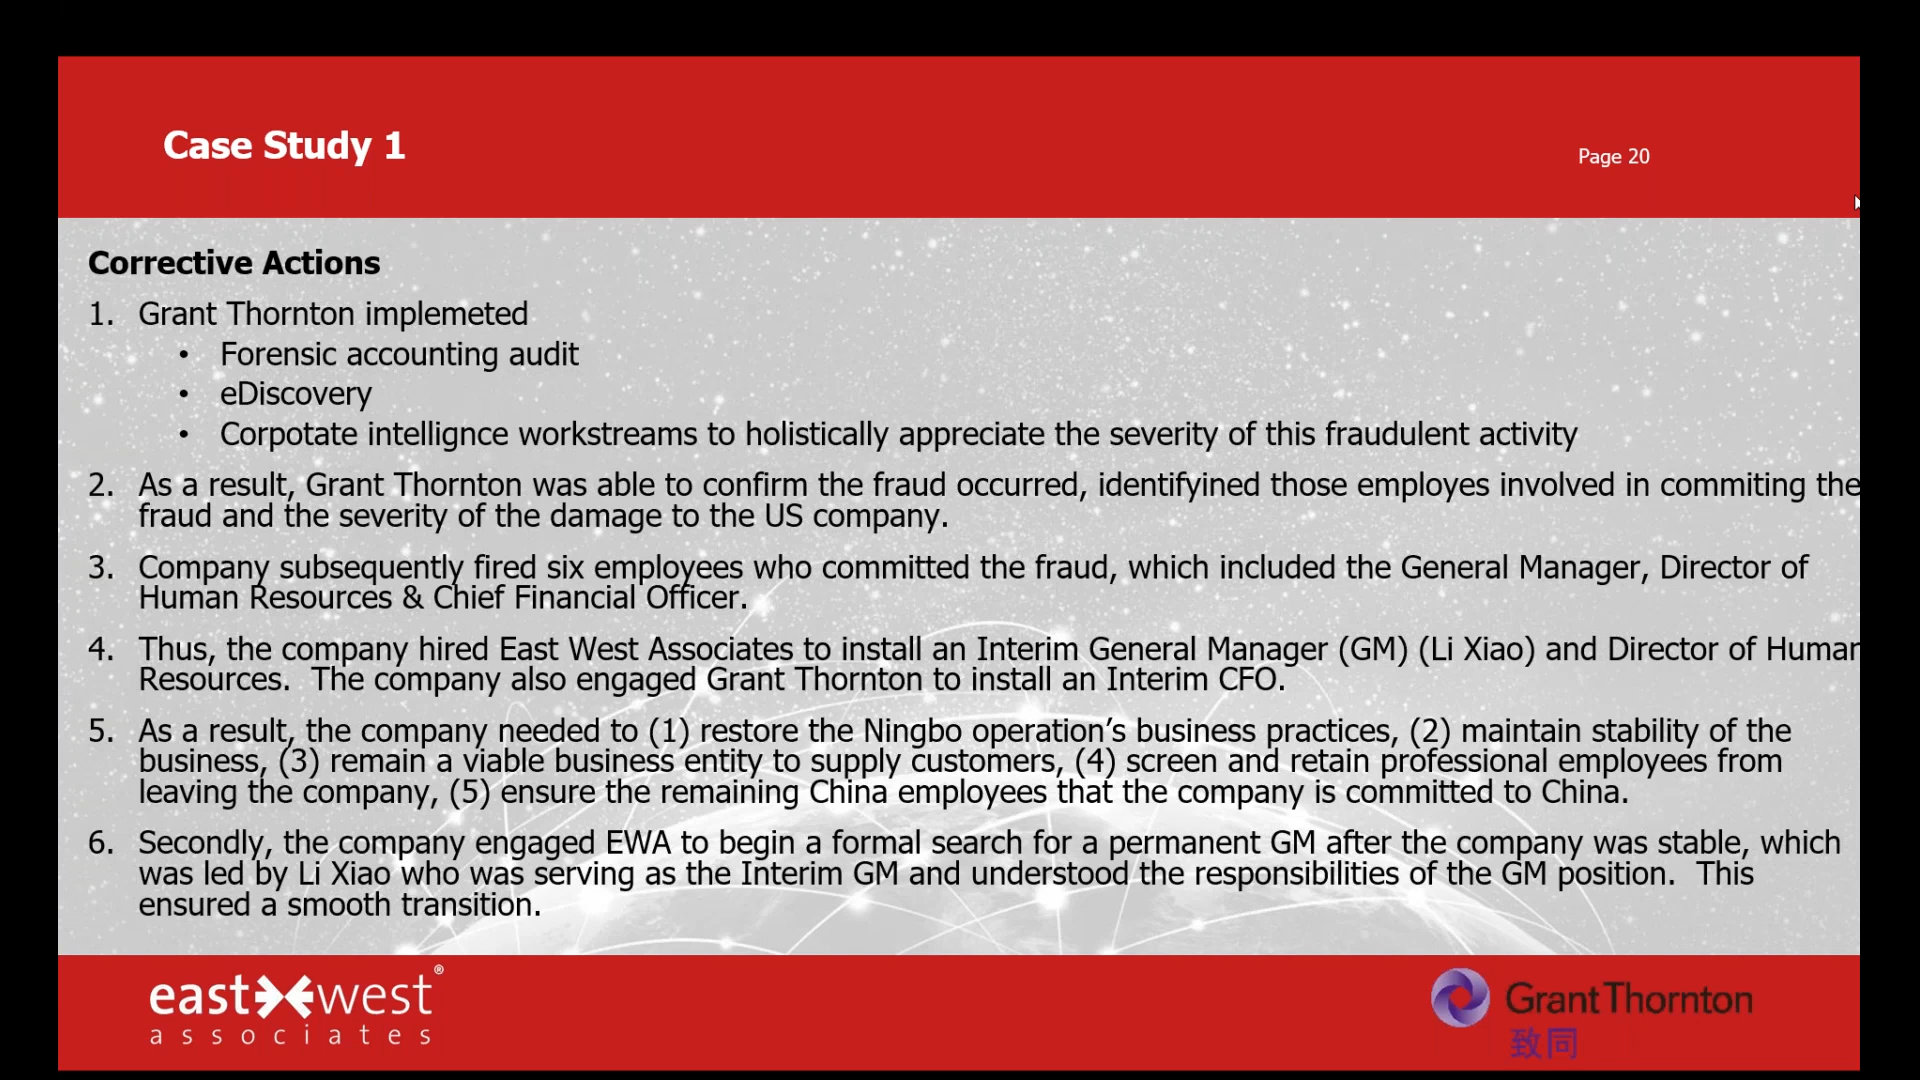 Case Study 1
Page 20
Corrective Actions
1. Grant Thornton implemeted
• Forensic accounting audit
• eDiscovery
• Corpotate intellignce workstreams to holistically appreciate the severity of this fraudulent activity
2. As a result, Grant Thornton was able to confirm the fraud occurred, identifyined those employes involved in commiting the
fraud and the severity of the damage to the US company.
3. Company subsequently fired six employees who committed the fraud, which included the General Manager, Director of
Human Resources & Chief Financial Officer.
4. Thus, the company hired East West Associates to install an Interim General Manager (GM) (Li Xiao) and Director of Human
Resources.  The company also engaged Grant Thornton to install an Interim CFO.
5. As a result, the company needed to (1) restore the Ningbo operation’s business practices, (2) maintain stability of the
business, (3) remain a viable business entity to supply customers, (4) screen and retain professional employees from
leaving the company, (5) ensure the remaining China employees that the company is committed to China.
6. Secondly, the company engaged EWA to begin a formal search for a permanent GM after the company was stable, which
was led by Li Xiao who was serving as the Interim GM and understood the responsibilities of the GM position.  This
ensured a smooth transition.
east west®
associates
Grant Thornton
致同